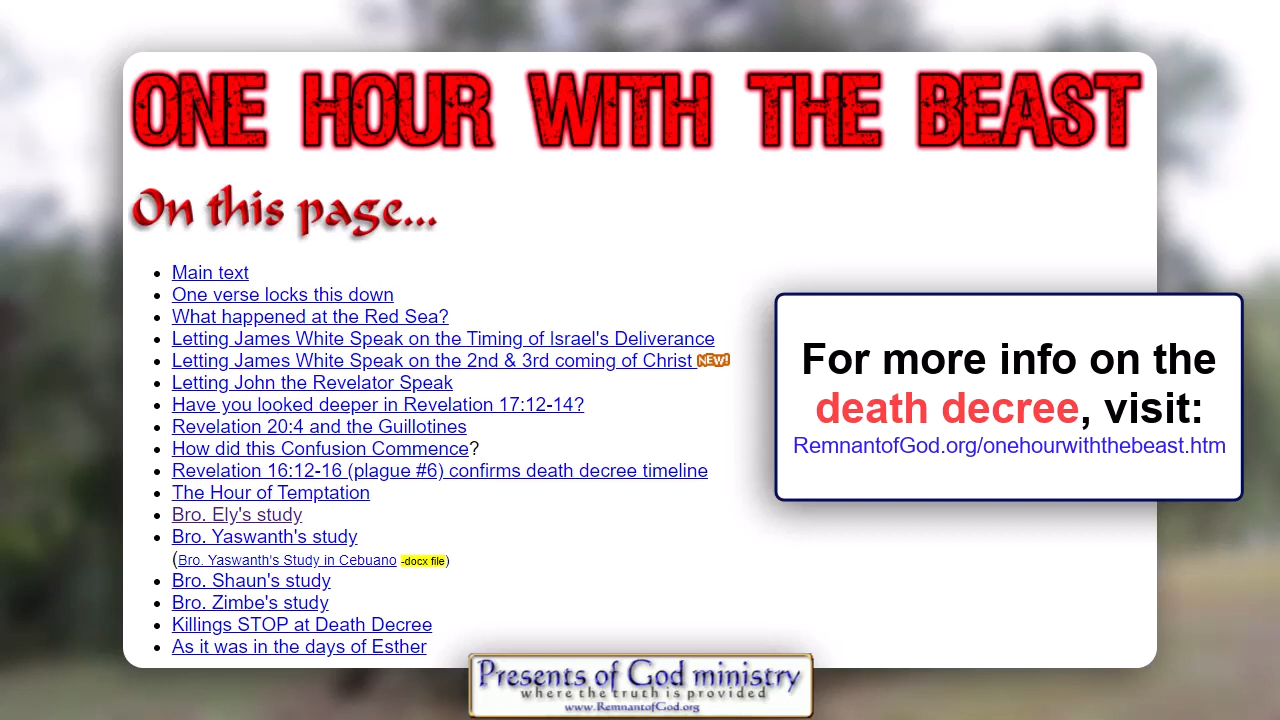 ONE HOUR WITH THE BEAST
On this page...
Main text
One verse locks this down
What happened at the Red Sea?
Letting James White Speak on the Timing of Israel's Deliverance
Letting James White Speak on the 2nd & 3rd coming of Christ NEW!
Letting John the Revelator Speak
Have you looked deeper in Revelation 17:12-14?
Revelation 20:4 and the Guillotines
How did this Confusion Commence?
Revelation 16:12-16 (plague #6) confirms death decree timeline
The Hour of Temptation
Bro. Ely's study
Bro. Yaswanth's study
(Bro. Yaswanth's Study in Cebuano -docx file)
Bro. Shaun's study
Bro. Zimbe's study
Killings STOP at Death Decree
As it was in the days of Esther
For more info on the
death decree, visit:
RemnantofGod.org/onehourwiththebeast.htm
Presents of God ministry
where the truth is provided
www.RemnantofGod.org